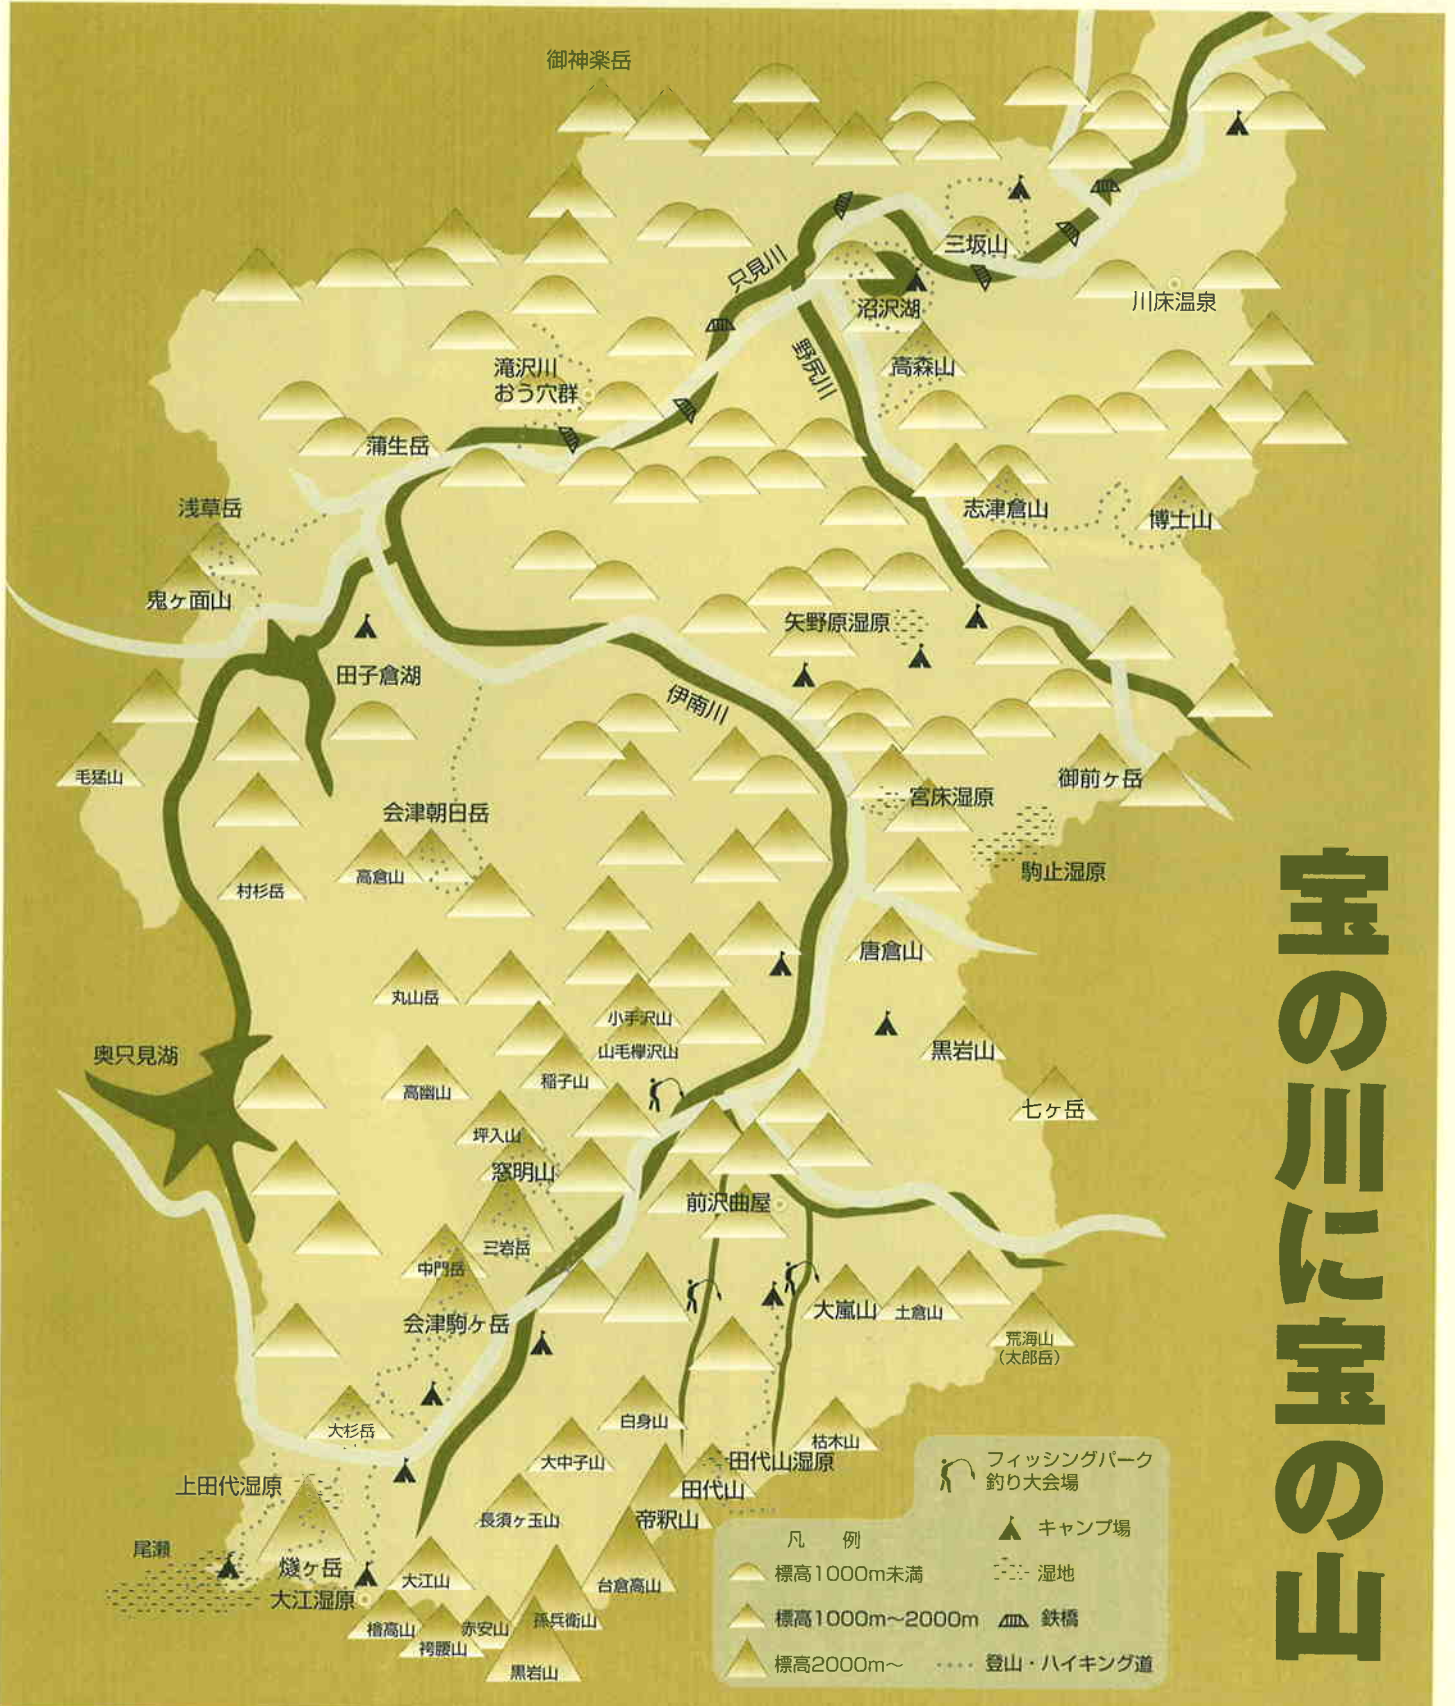 宝の川に宝の山
御神楽岳
三坂山
只見川
沼沢湖
川床温泉
野尻川
高森山
滝沢川
おう穴群
蒲生岳
浅草岳
志津倉山
博士山
鬼ヶ面山
矢野原湿原
田子倉湖
伊南川
毛猛山
御前ヶ岳
宮床湿原
会津朝日岳
高倉山
村杉岳
駒止湿原
唐倉山
丸山岳
小手沢山
山毛欅沢山
黒岩山
奥只見湖
稲子山
高幽山
七ヶ岳
坪入山
窓明山
前沢曲屋
三岩岳
中門岳
大嵐山
土倉山
会津駒ヶ岳
荒海山
(太郎岳)
白身山
大杉岳
枯木山
大中子山
田代山湿原
上田代湿原
田代山
長須ヶ玉山
帝釈山
尾瀬
燧ヶ岳
大江湿原
大江山
台倉高山
檜高山
赤安山
孫兵衛山
袴腰山
黒岩山
フィッシングパーク
釣り大会場
キャンプ場
凡 例
標高1000m未満
湿地
標高1000m〜2000m
鉄橋
標高2000m〜
登山・ハイキング道